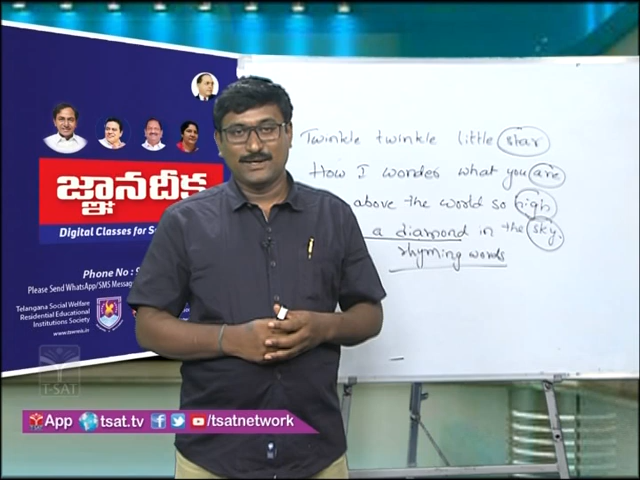 Twinkle twinkle little star
How I wonder what you are
above the world so high
a diamond in the sky.
rhyming words
జ్ఞానదీక్ష
Digital Classes for S
Phone No : 9
Please Send WhatsApp/SMS Message
Telangana Social Welfare
Residential Educational
Institutions Society
T-SAT
App tsat.tv /tsatnetwork